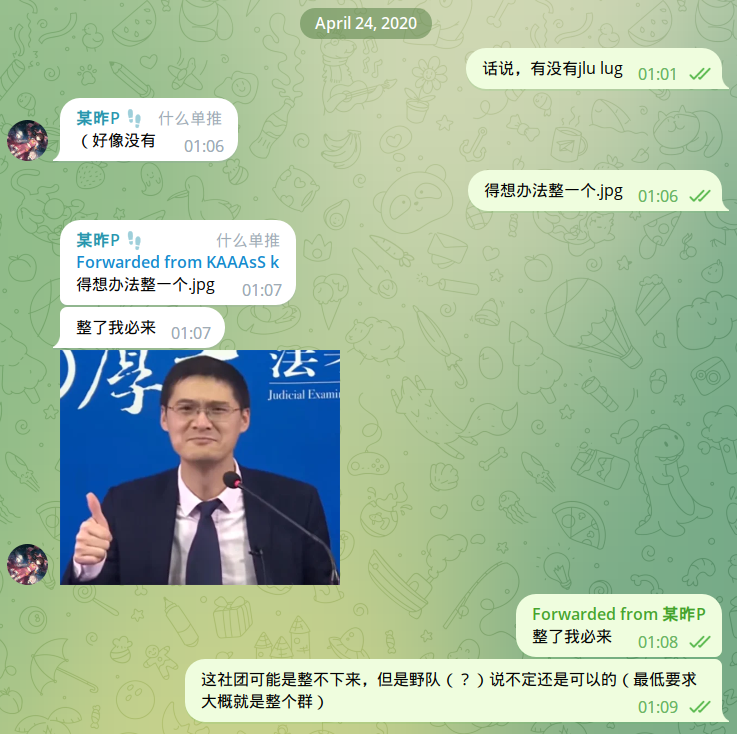 April 24, 2020
话说，有没有jlu lug 01:01
某昨P 什么单推
（好像没有 01:06
得想办法整一个.jpg 01:06
某昨P 什么单推
Forwarded from KAAAsS k
得想办法整一个.jpg 01:07
整了我必来 01:07
厚
法
Judicial Exami
Forwarded from 某昨P
整了我必来 01:08
这社团可能是整不下来，但是野队（？）说不定还是可以的（最低要求
大概就是整个群） 01:09